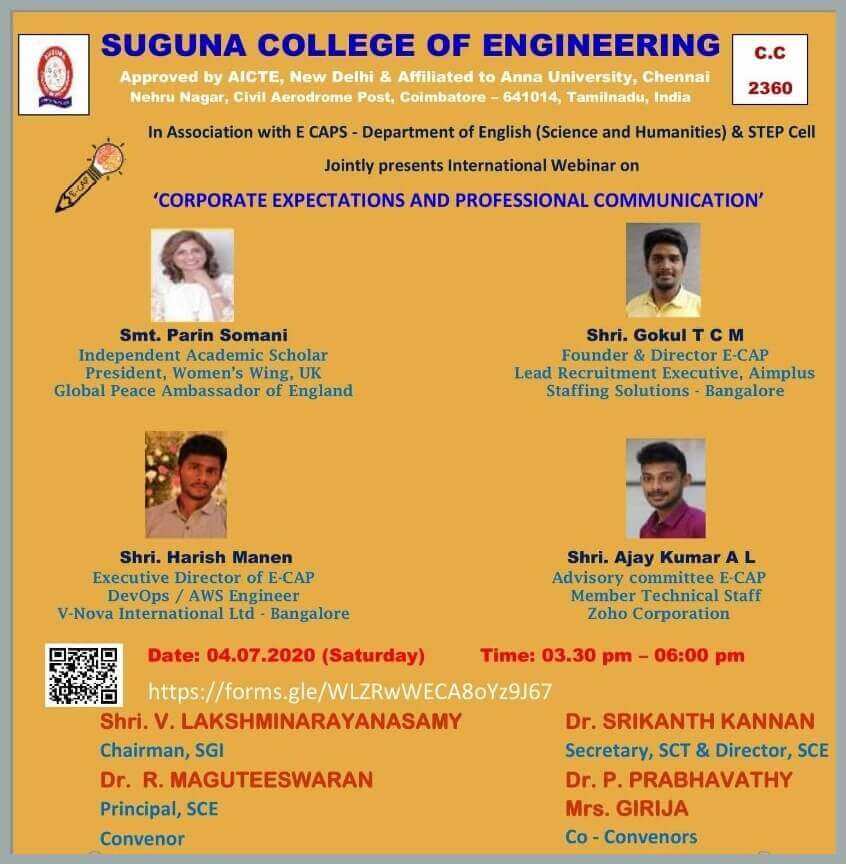 SUGUNA COLLEGE OF ENGINEERING
Approved by AICTE, New Delhi & Affiliated to Anna University, Chennai
Nehru Nagar, Civil Aerodrome Post, Coimbatore – 641014, Tamilnadu, India
C.C
2360
In Association with E CAPS - Department of English (Science and Humanities) & STEP Cell
Jointly presents International Webinar on
‘CORPORATE EXPECTATIONS AND PROFESSIONAL COMMUNICATION’
E-CAP
Smt. Parin Somani
Independent Academic Scholar
President, Women’s Wing, UK
Global Peace Ambassador of England
Shri. Gokul T C M
Founder & Director E-CAP
Lead Recruitment Executive, Aimplus
Staffing Solutions - Bangalore
Shri. Harish Manen
Executive Director of E-CAP
DevOps / AWS Engineer
V-Nova International Ltd - Bangalore
Shri. Ajay Kumar A L
Advisory committee E-CAP
Member Technical Staff
Zoho Corporation
Date: 04.07.2020 (Saturday) Time: 03.30 pm – 06:00 pm
https://forms.gle/WLZRwWECA8oYz9J67
Shri. V. LAKSHMINARAYANASAMY
Chairman, SGI
Dr. R. MAGUTEESWARAN
Principal, SCE
Convenor
Dr. SRIKANTH KANNAN
Secretary, SCT & Director, SCE
Dr. P. PRABHAVATHY
Mrs. GIRIJA
Co - Convenors